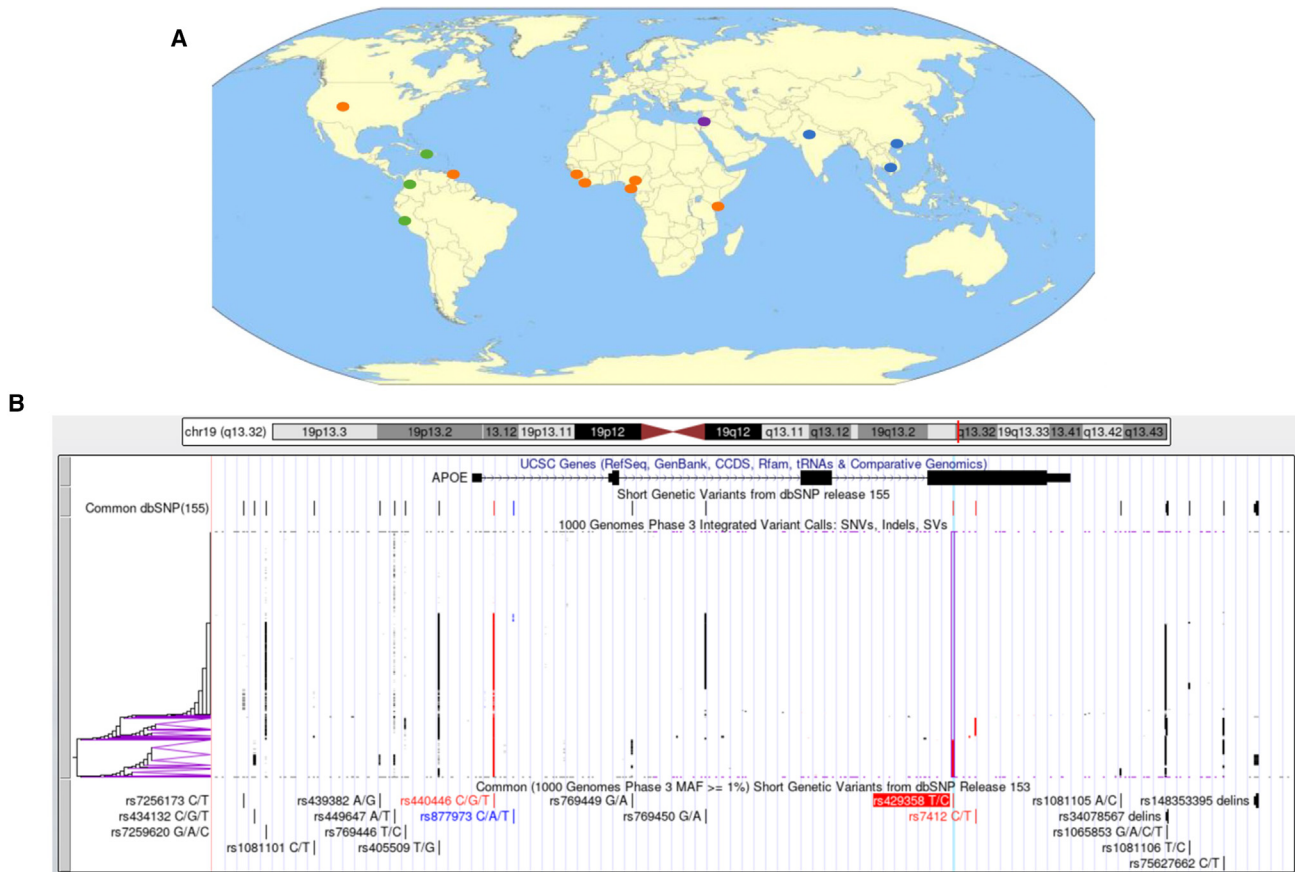 A
B
chr19 (q13.32) 19p13.3 19p13.2 13.12 19p13.11 19p12 19q12 q13.11 q13.12 19q13.2 q13.32 19q13.33 13.41 q13.42 q13.43
UCSC Genes (RefSeq, GenBank, CCDS, Rfam, tRNAs & Comparative Genomics)
APOE
Short Genetic Variants from dbSNP release 155
Common dbSNP(155)
1000 Genomes Phase 3 Integrated Variant Calls: SNVs, Indels, SVs
Common (1000 Genomes Phase 3 MAF >= 1%) Short Genetic Variants from dbSNP Release 153
rs7256173 C/T rs439382 A/G rs440446 C/G/T rs769449 G/A rs429358 T/C rs1081105 A/C rs148353395 delins
rs434132 C/G/T rs449647 A/T rs877973 C/A/T rs769450 G/A rs7412 C/T rs34078567 delins
rs7259620 G/A/C rs769446 T/C rs1065853 G/A/C/T
rs1081101 C/T rs405509 T/G rs1081106 T/C
rs75627662 C/T